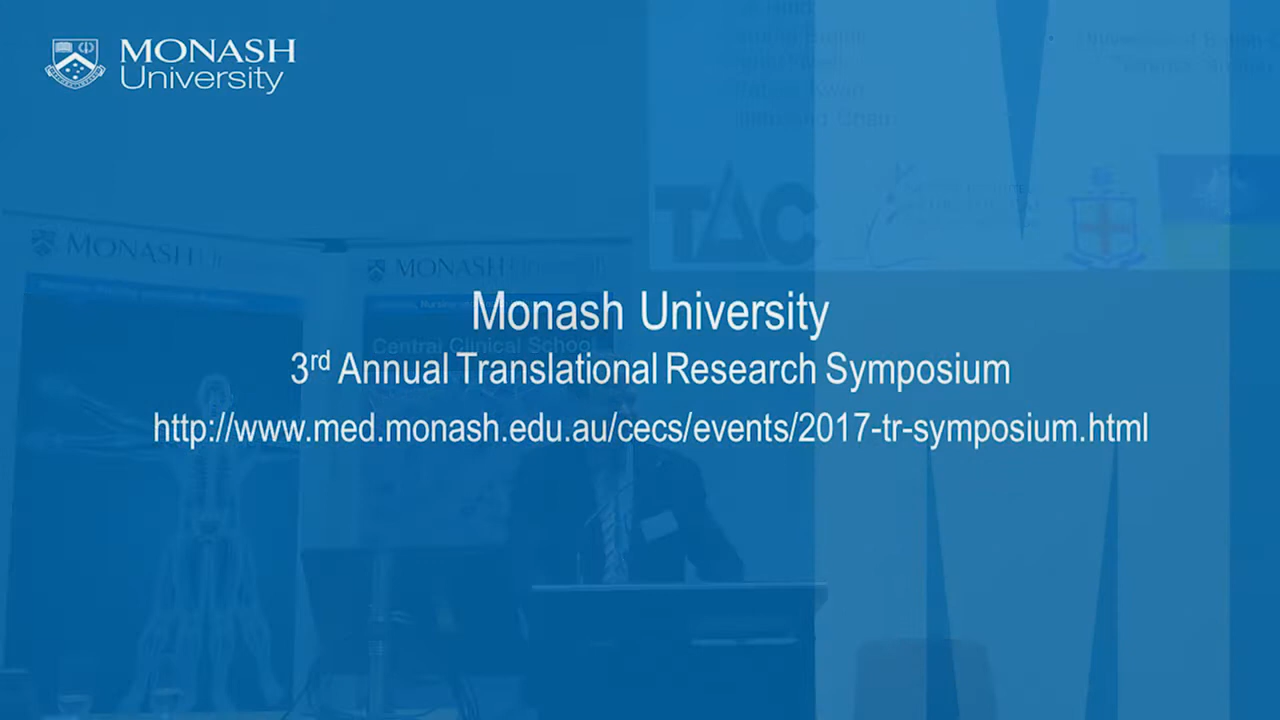 MONASH
University
TAC
MONASH
MONASH
Central Clinical School
Monash University
3rd Annual Translational Research Symposium
http://www.med.monash.edu.au/cecs/events/2017-tr-symposium.html